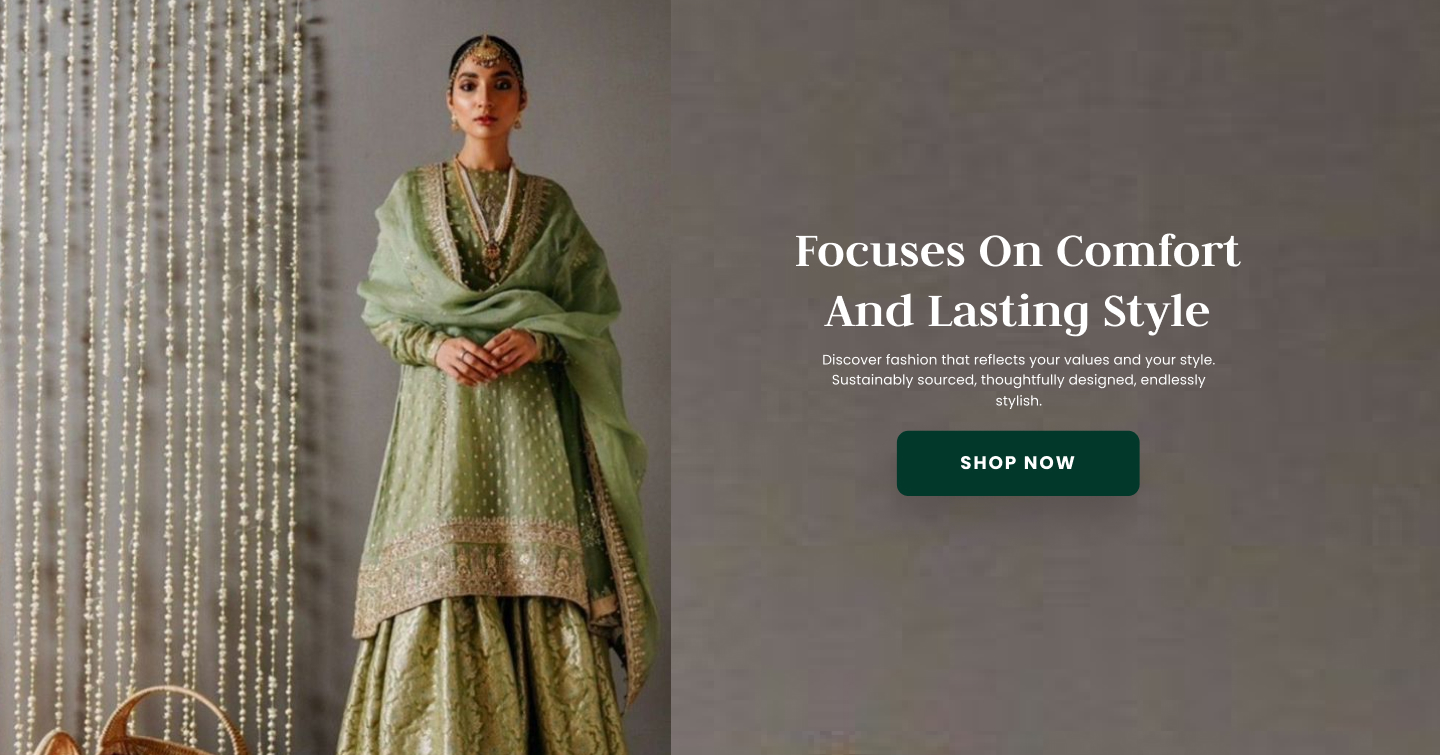 Focuses On Comfort
And Lasting Style
Discover fashion that reflects your values and your style.
Sustainably sourced, thoughtfully designed, endlessly
stylish.
SHOP NOW